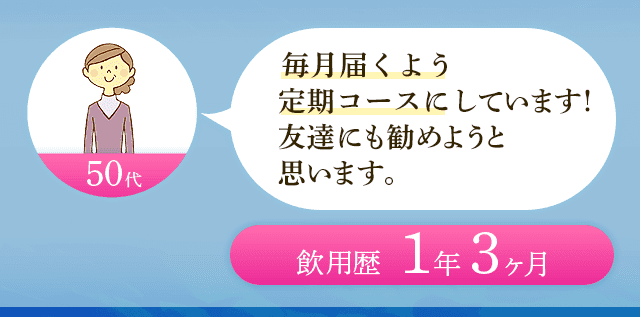 毎月届くよう
定期コースにしています!
友達にも勧めようと
思います。
50代
飲用歴 1年3ヶ月